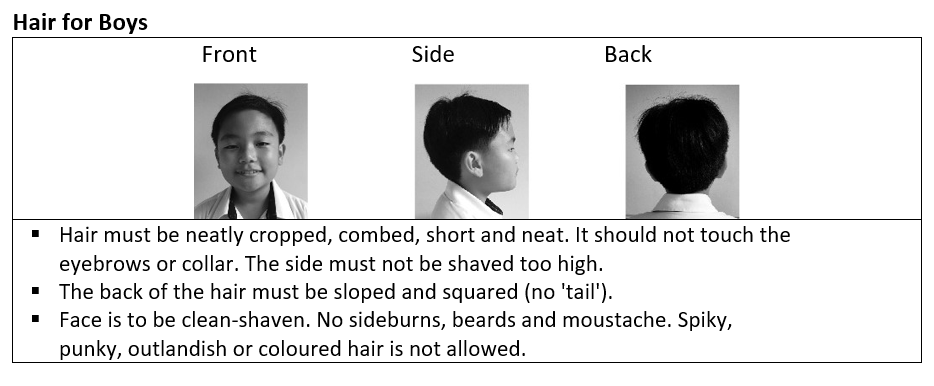 Hair for Boys
Front Side Back
▪ Hair must be neatly cropped, combed, short and neat. It should not touch the
eyebrows or collar. The side must not be shaved too high.
▪ The back of the hair must be sloped and squared (no 'tail').
▪ Face is to be clean-shaven. No sideburns, beards and moustache. Spiky,
punky, outlandish or coloured hair is not allowed.